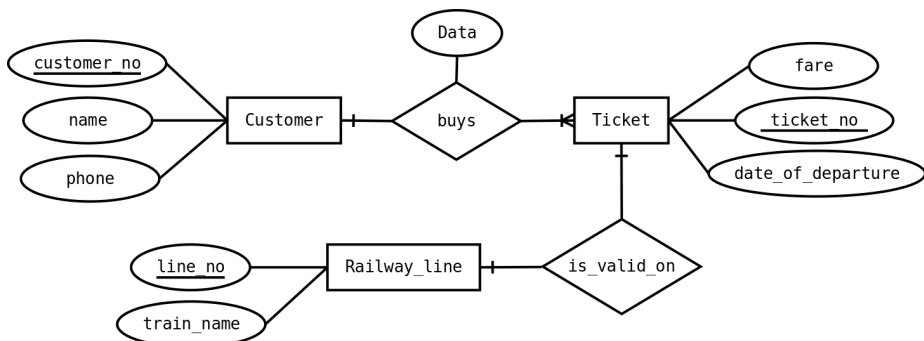 Data
customer_no
fare
name
Customer
buys
Ticket
ticket_no
phone
date_of_departure
line_no
Railway_line
is_valid_on
train_name